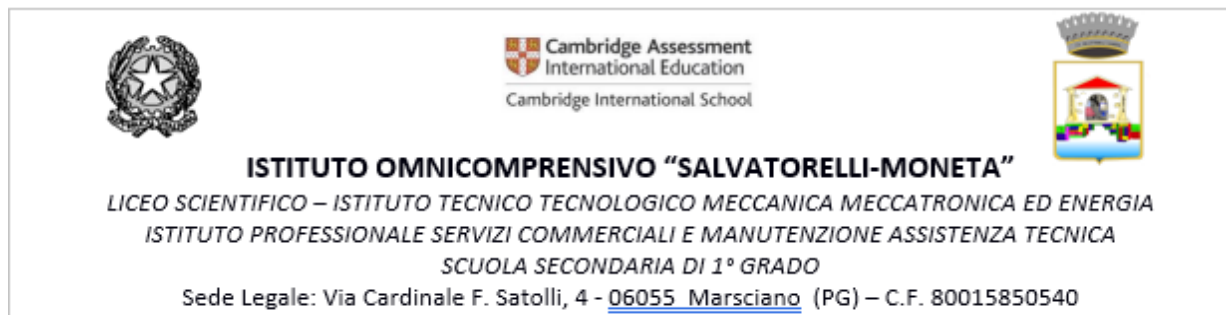 Cambridge Assessment
International Education
Cambridge International School
ISTITUTO OMNICOMPRENSIVO “SALVATORELLI-MONETA”
LICEO SCIENTIFICO – ISTITUTO TECNICO TECNOLOGICO MECCANICA MECCATRONICA ED ENERGIA
ISTITUTO PROFESSIONALE SERVIZI COMMERCIALI E MANUTENZIONE ASSISTENZA TECNICA
SCUOLA SECONDARIA DI 1° GRADO
Sede Legale: Via Cardinale F. Satolli, 4 - 06055 Marsciano (PG) – C.F. 80015850540